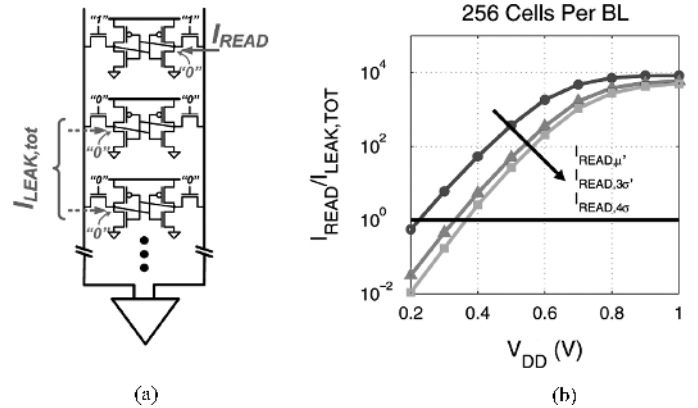 "1"
"1"
I_READ
"0"
"0"
"0"
"0"
I_LEAK,tot
"0"
"0"
"0"
(a)
256 Cells Per BL
I_READ/I_LEAK,TOT
10^4
10^2
10^0
10^-2
I_READ,μ'
I_READ,3σ'
I_READ,4σ
0.2 0.4 0.6 0.8 1
V_DD (V)
(b)